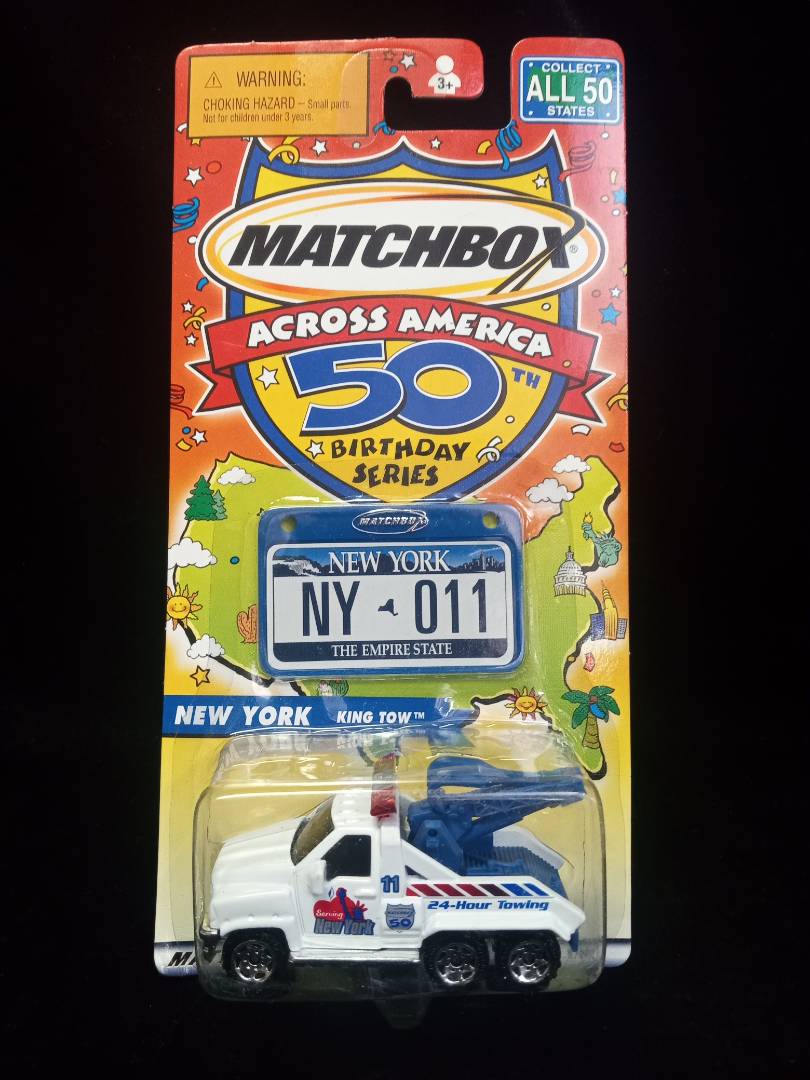 ⚠ WARNING:
CHOKING HAZARD – Small parts.
Not for children under 3 years.
3+
COLLECT
ALL 50
STATES
MATCHBOX®
ACROSS AMERICA
50TH
BIRTHDAY
SERIES
MATCHBOX
NEW YORK
NY 011
THE EMPIRE STATE
NEW YORK KING TOW™
11
Serving
New York
MATCHBOX
50
24-Hour Towing